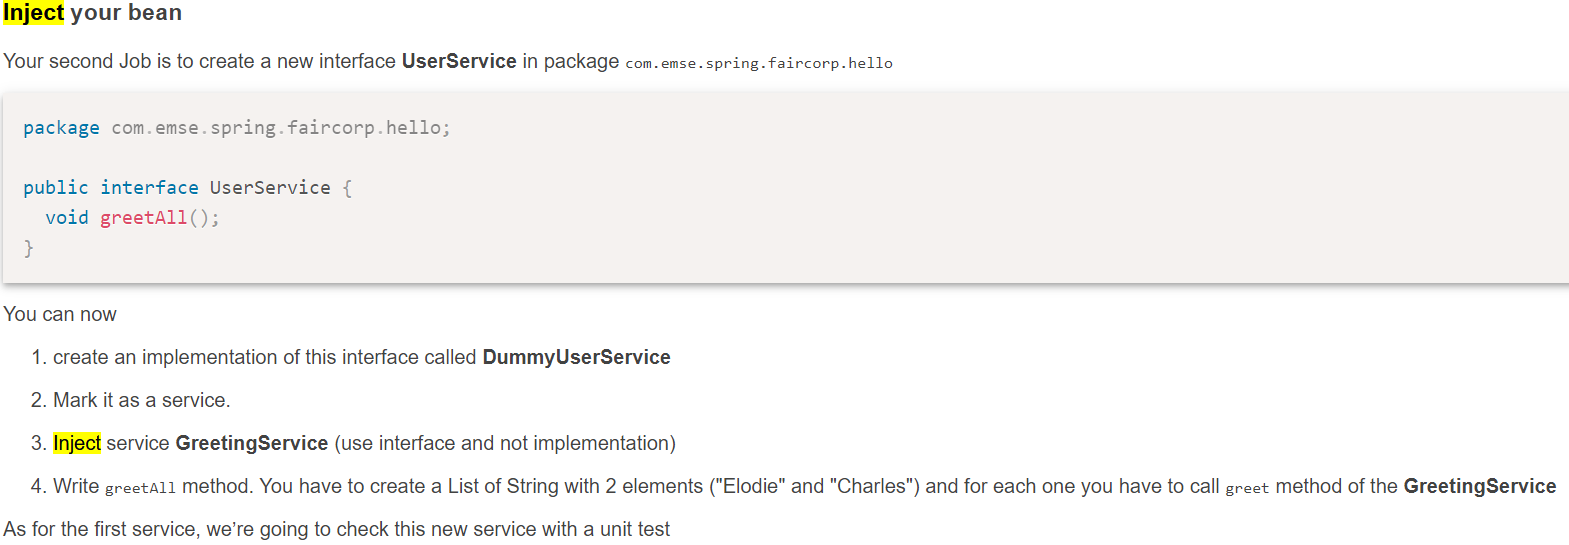 Inject your bean
Your second Job is to create a new interface UserService in package com.emse.spring.faircorp.hello
package com.emse.spring.faircorp.hello;
public interface UserService {
  void greetAll();
}
You can now
1. create an implementation of this interface called DummyUserService
2. Mark it as a service.
3. Inject service GreetingService (use interface and not implementation)
4. Write greetAll method. You have to create a List of String with 2 elements ("Elodie" and "Charles") and for each one you have to call greet method of the GreetingService
As for the first service, we’re going to check this new service with a unit test